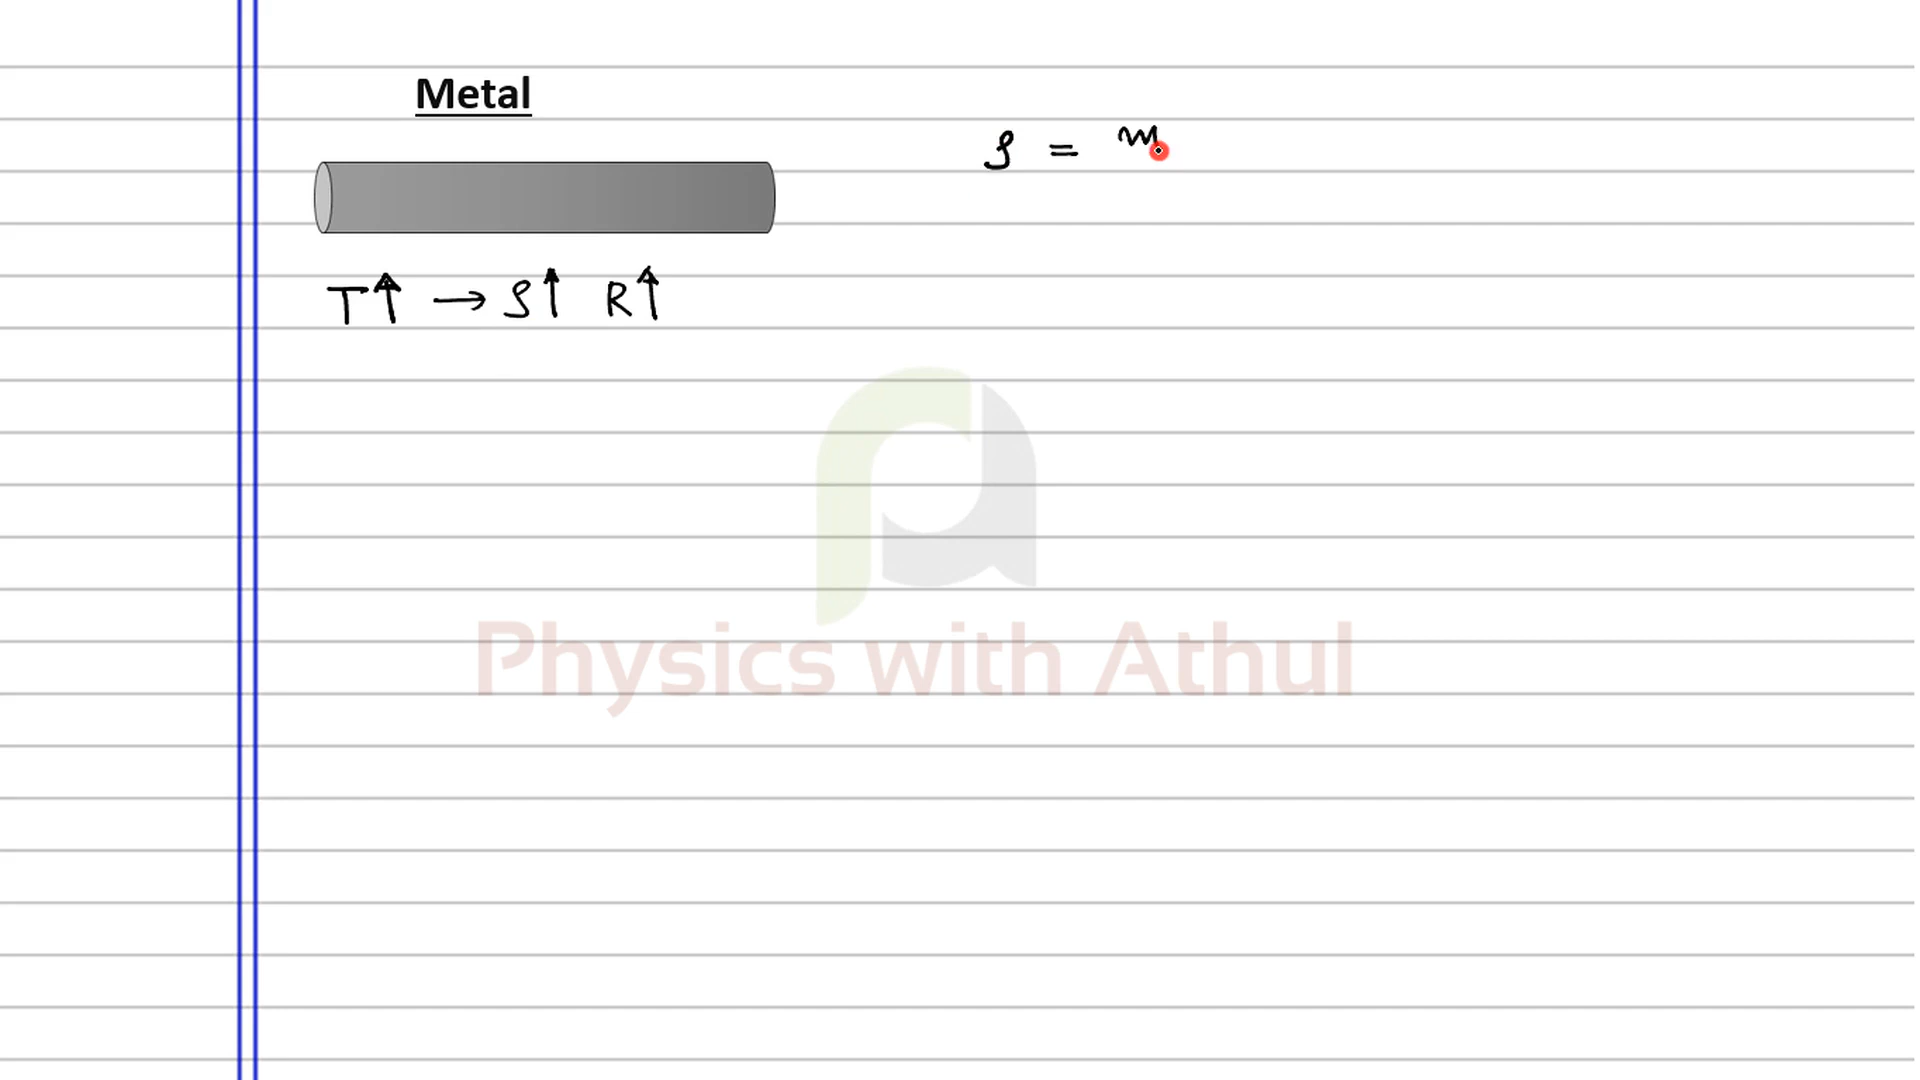 Metal
ρ = m
T↑ → ρ↑ R↑
Physics with Athul